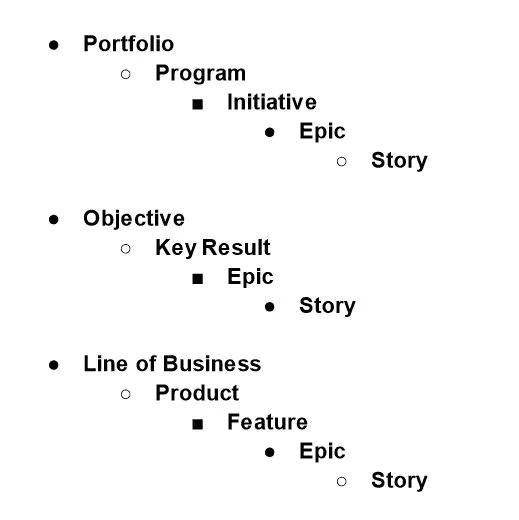 ● Portfolio
○ Program
■ Initiative
● Epic
○ Story
● Objective
○ Key Result
■ Epic
● Story
● Line of Business
○ Product
■ Feature
● Epic
○ Story